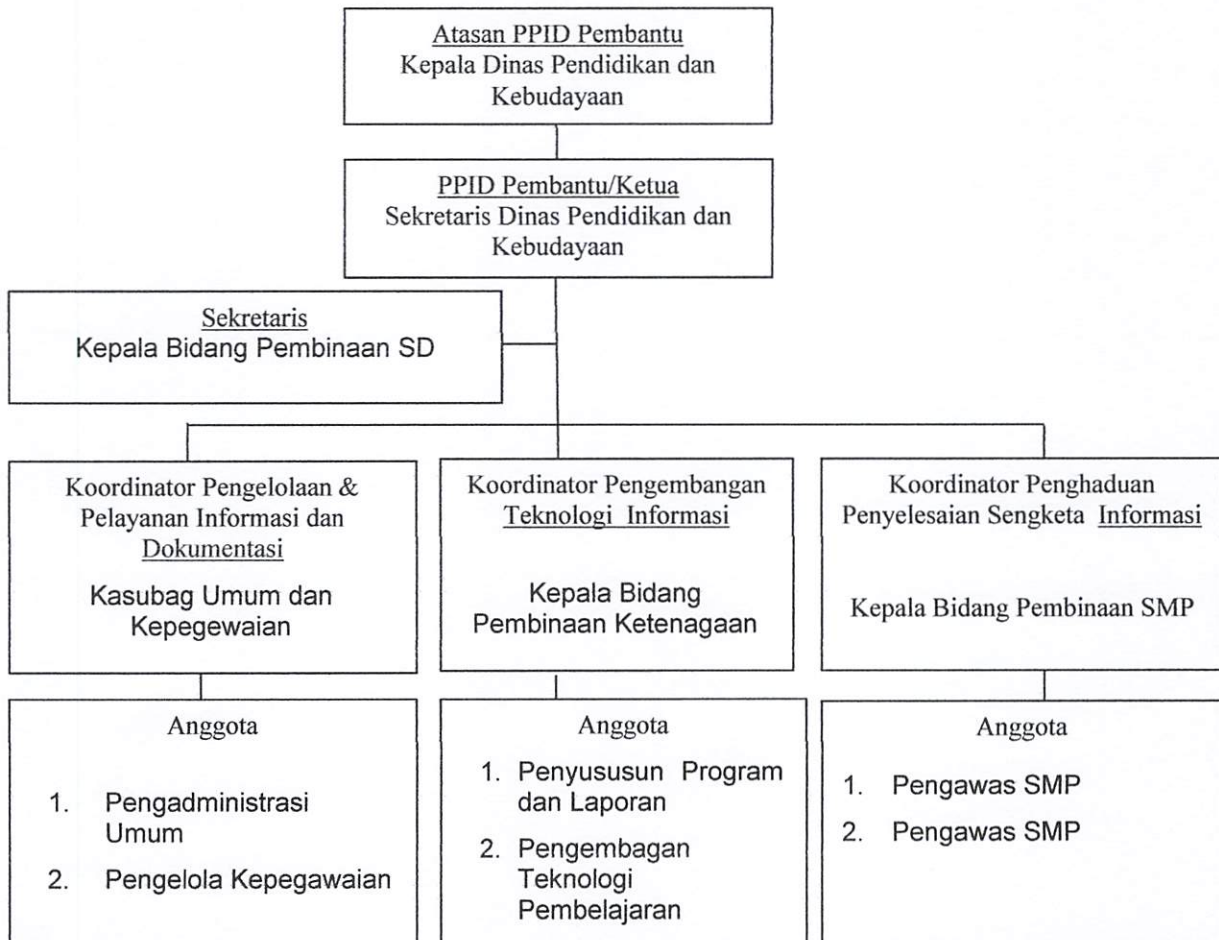 Atasan PPID Pembantu
Kepala Dinas Pendidikan dan
Kebudayaan
PPID Pembantu/Ketua
Sekretaris Dinas Pendidikan dan
Kebudayaan
Sekretaris
Kepala Bidang Pembinaan SD
Koordinator Pengelolaan &
Pelayanan Informasi dan
Dokumentasi
Kasubag Umum dan
Kepegewaian
Koordinator Pengembangan
Teknologi Informasi
Kepala Bidang
Pembinaan Ketenagaan
Koordinator Penghaduan
Penyelesaian Sengketa Informasi
Kepala Bidang Pembinaan SMP
Anggota
1. Pengadministrasi
Umum
2. Pengelola Kepegawaian
Anggota
1. Penyususun Program
dan Laporan
2. Pengembagan
Teknologi
Pembelajaran
Anggota
1. Pengawas SMP
2. Pengawas SMP